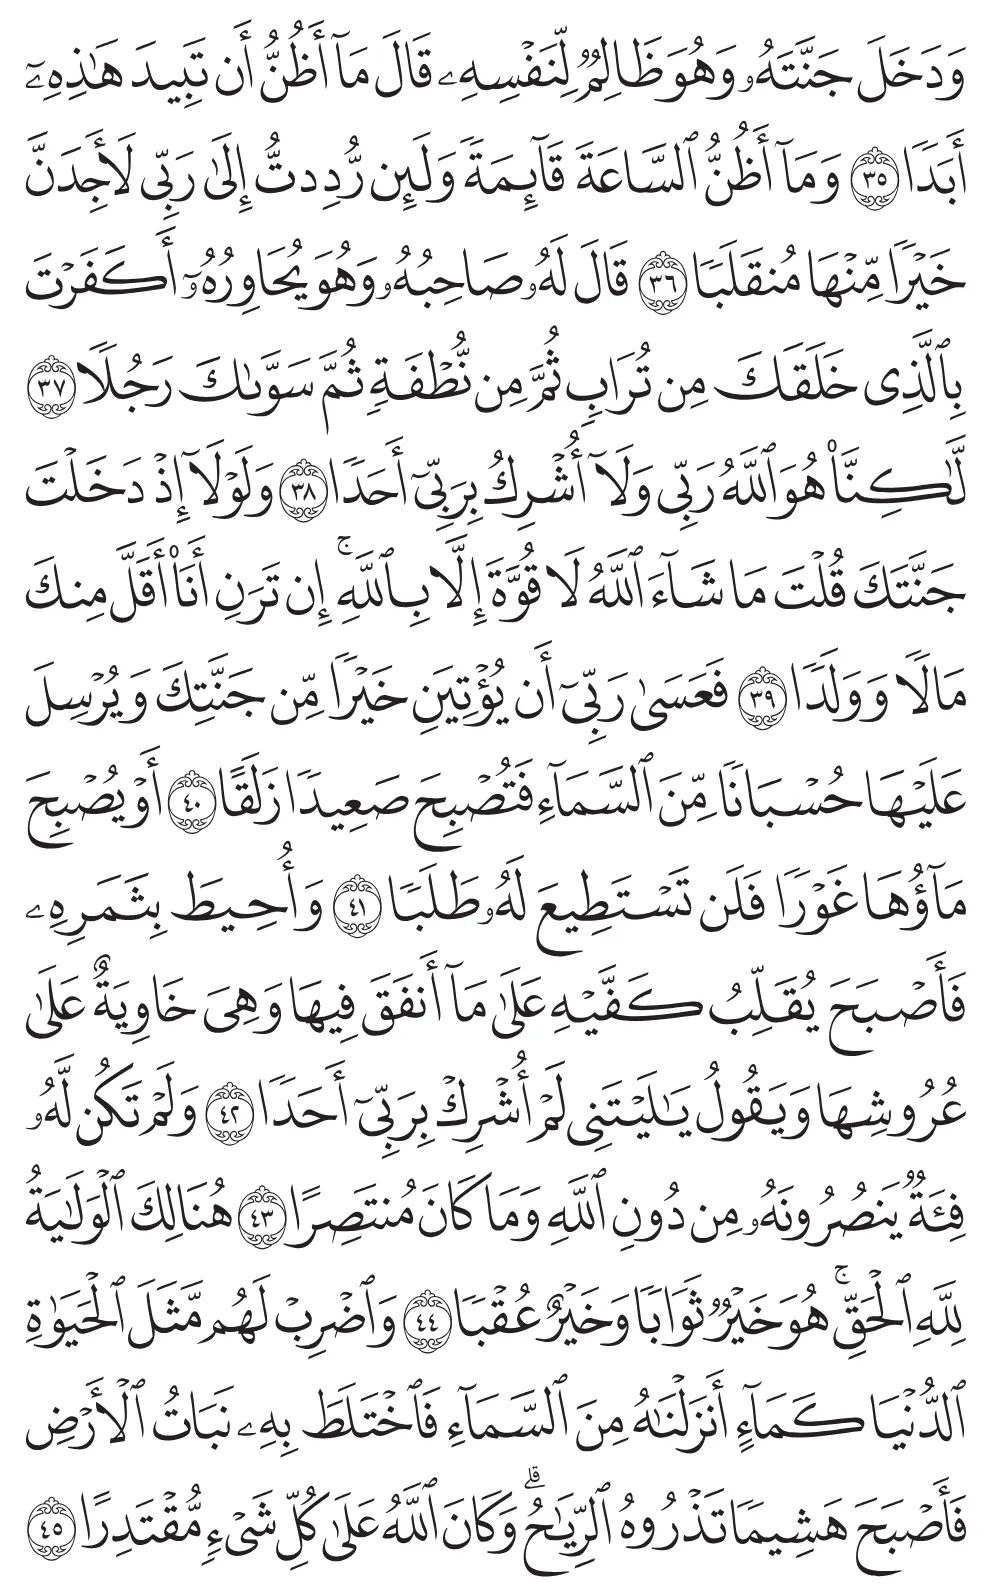 وَدَخَلَ جَنَّتَهُۥ وَهُوَ ظَالِمٌ لِّنَفْسِهِۦ قَالَ مَآ أَظُنُّ أَن تَبِيدَ هَـٰذِهِۦٓ
أَبَدًا ٣٥ وَمَآ أَظُنُّ ٱلسَّاعَةَ قَآئِمَةً وَلَئِن رُّدِدتُّ إِلَىٰ رَبِّى لَأَجِدَنَّ
خَيْرًا مِّنْهَا مُنقَلَبًا ٣٦ قَالَ لَهُۥ صَاحِبُهُۥ وَهُوَ يُحَاوِرُهُۥٓ أَكَفَرْتَ
بِٱلَّذِى خَلَقَكَ مِن تُرَابٍ ثُمَّ مِن نُّطْفَةٍ ثُمَّ سَوَّىٰكَ رَجُلًا ٣٧
لَّـٰكِنَّا۠ هُوَ ٱللَّهُ رَبِّى وَلَآ أُشْرِكُ بِرَبِّىٓ أَحَدًا ٣٨ وَلَوْلَآ إِذْ دَخَلْتَ
جَنَّتَكَ قُلْتَ مَا شَآءَ ٱللَّهُ لَا قُوَّةَ إِلَّا بِٱللَّهِ ۚ إِن تَرَنِ أَنَا۠ أَقَلَّ مِنكَ
مَالًا وَوَلَدًا ٣٩ فَعَسَىٰ رَبِّىٓ أَن يُؤْتِيَنِ خَيْرًا مِّن جَنَّتِكَ وَيُرْسِلَ
عَلَيْهَا حُسْبَانًا مِّنَ ٱلسَّمَآءِ فَتُصْبِحَ صَعِيدًا زَلَقًا ٤٠ أَوْ يُصْبِحَ
مَآؤُهَا غَوْرًا فَلَن تَسْتَطِيعَ لَهُۥ طَلَبًا ٤١ وَأُحِيطَ بِثَمَرِهِۦ
فَأَصْبَحَ يُقَلِّبُ كَفَّيْهِ عَلَىٰ مَآ أَنفَقَ فِيهَا وَهِىَ خَاوِيَةٌ عَلَىٰ
عُرُوشِهَا وَيَقُولُ يَـٰلَيْتَنِى لَمْ أُشْرِكْ بِرَبِّىٓ أَحَدًا ٤٢ وَلَمْ تَكُن لَّهُۥ
فِئَةٌ يَنصُرُونَهُۥ مِن دُونِ ٱللَّهِ وَمَا كَانَ مُنتَصِرًا ٤٣ هُنَالِكَ ٱلْوَلَـٰيَةُ
لِلَّهِ ٱلْحَقِّ ۚ هُوَ خَيْرٌ ثَوَابًا وَخَيْرٌ عُقْبًا ٤٤ وَٱضْرِبْ لَهُم مَّثَلَ ٱلْحَيَوٰةِ
ٱلدُّنْيَا كَمَآءٍ أَنزَلْنَـٰهُ مِنَ ٱلسَّمَآءِ فَٱخْتَلَطَ بِهِۦ نَبَاتُ ٱلْأَرْضِ
فَأَصْبَحَ هَشِيمًا تَذْرُوهُ ٱلرِّيَـٰحُ ۗ وَكَانَ ٱللَّهُ عَلَىٰ كُلِّ شَىْءٍ مُّقْتَدِرًا ٤٥